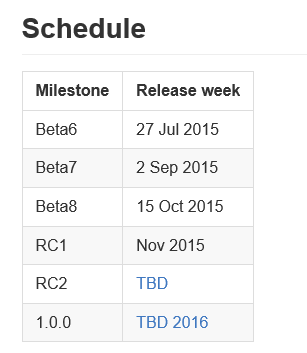 Schedule
Milestone Release week
Beta6 27 Jul 2015
Beta7 2 Sep 2015
Beta8 15 Oct 2015
RC1 Nov 2015
RC2 TBD
1.0.0 TBD 2016